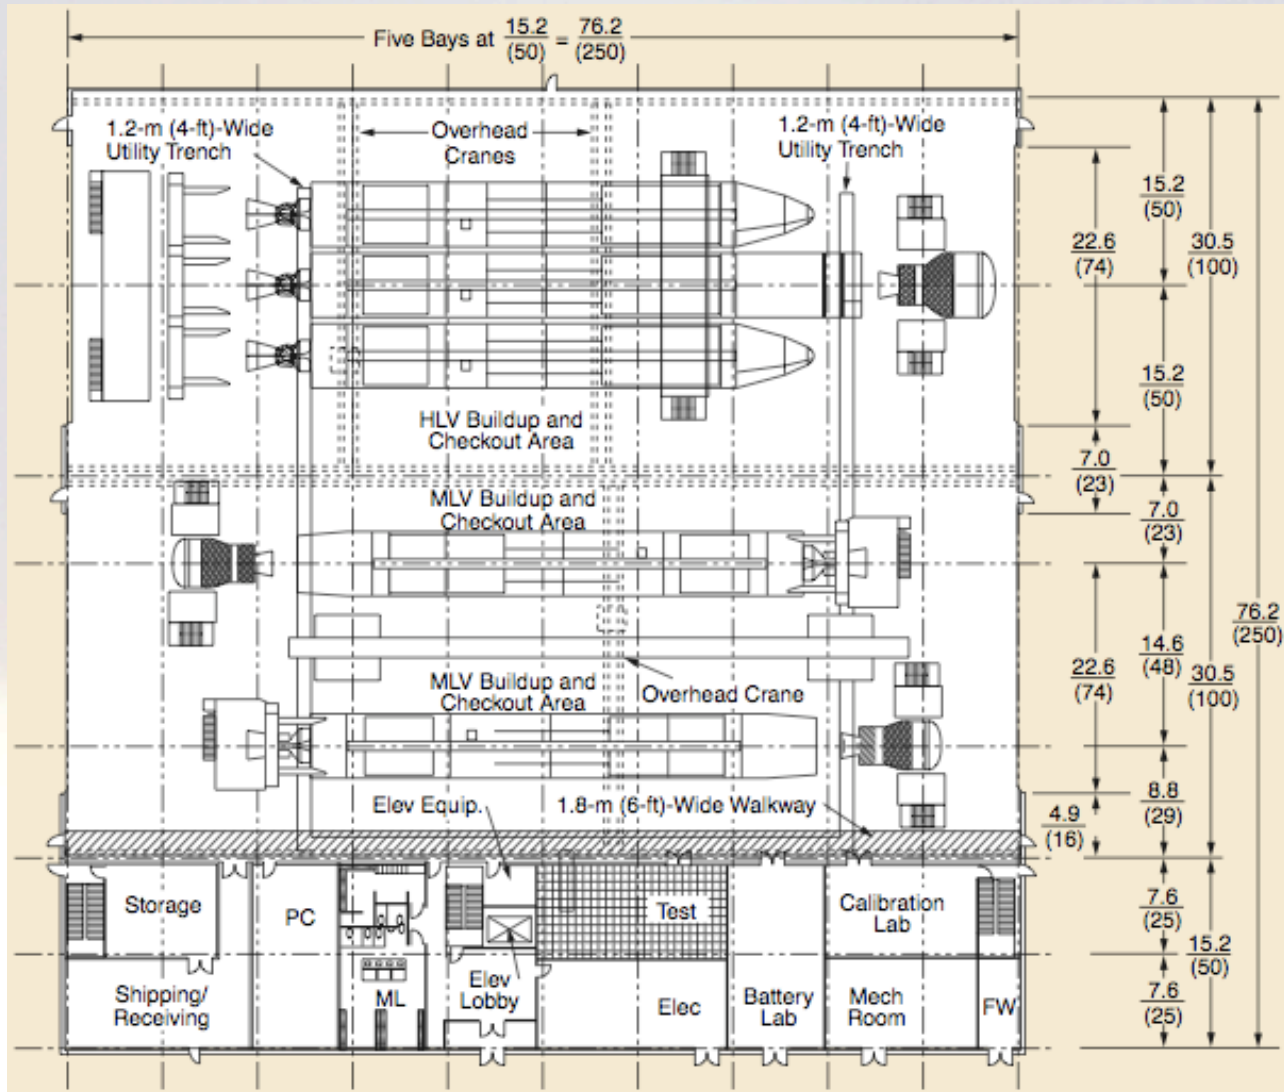 Five Bays at 15.2 (50) = 76.2 (250)
1.2-m (4-ft)-Wide
Utility Trench
Overhead
Cranes
1.2-m (4-ft)-Wide
Utility Trench
15.2
(50)
22.6
(74)
30.5
(100)
15.2
(50)
HLV Buildup and
Checkout Area
7.0
(23)
MLV Buildup and
Checkout Area
7.0
(23)
76.2
(250)
14.6
(48)
22.6
(74)
30.5
(100)
MLV Buildup and
Checkout Area
Overhead Crane
Elev Equip.
1.8-m (6-ft)-Wide Walkway
8.8
(29)
4.9
(16)
Storage
PC
Test
Calibration
Lab
7.6
(25)
15.2
(50)
Shipping/
Receiving
ML
Elev
Lobby
Elec
Battery
Lab
Mech
Room
FW
7.6
(25)